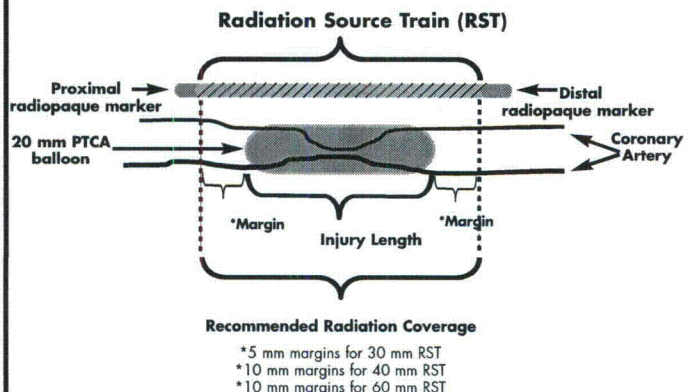 Radiation Source Train (RST)
Proximal
radiopaque marker
Distal
radiopaque marker
20 mm PTCA
balloon
Coronary
Artery
*Margin
*Margin
Injury Length
Recommended Radiation Coverage
*5 mm margins for 30 mm RST
*10 mm margins for 40 mm RST
*10 mm margins for 60 mm RST